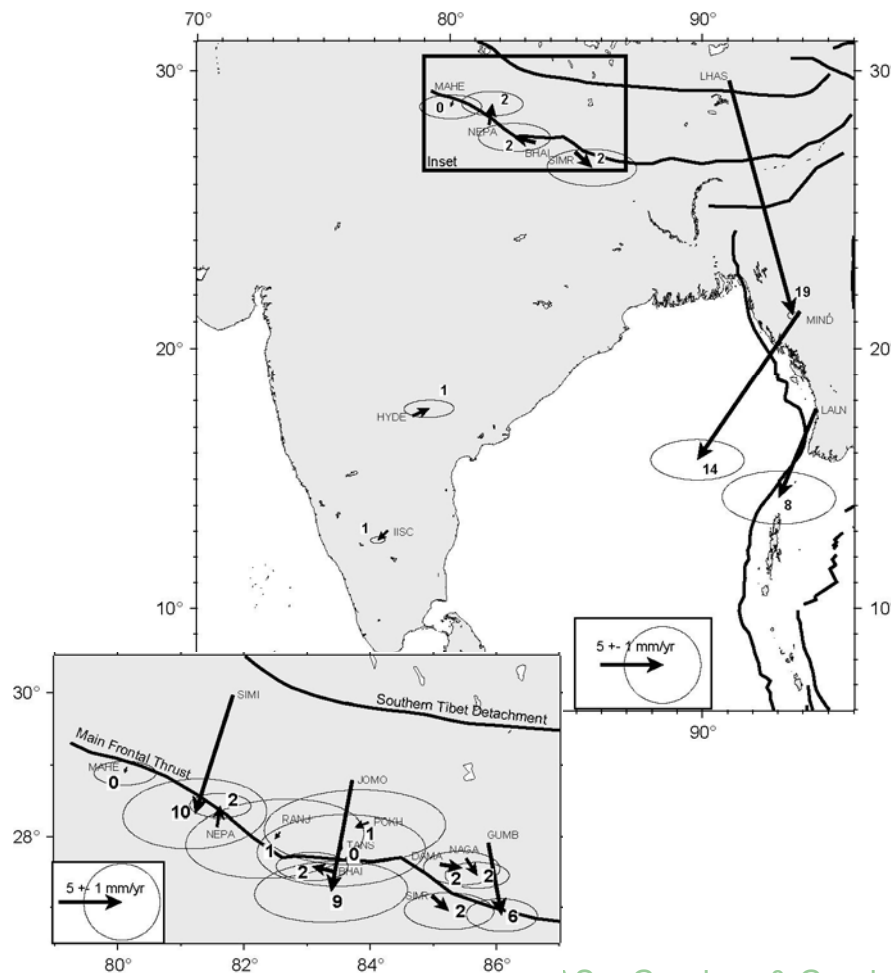 70° 80° 90°
30° 30
LHAS
MAHE
0 2
NEPA
2 BHAI
SIMR 2
Inset
19
MIND
20° 20
1
HYDE
LALN
14
8
1 IISC
10° 10
5 +- 1 mm/yr
90°
30°
SIMI
Southern Tibet Detachment
Main Frontal Thrust
MAHE
0
JOMO
10 2
NEPA
RANJ
POKH
1
28°
GUMB
1
TANS
0
DAMA NAGA
2 BHAI
2 2
5 +- 1 mm/yr
9
SIMR
2 6
80° 82° 84° 86°